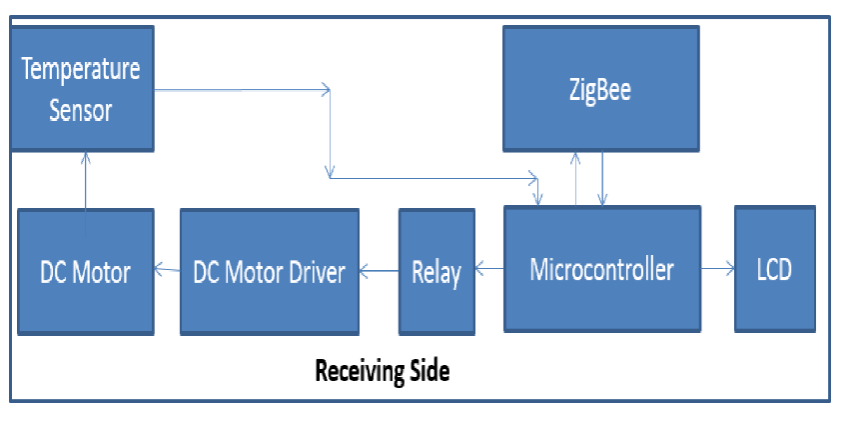 Temperature
Sensor
ZigBee
DC Motor
DC Motor Driver
Relay
Microcontroller
LCD
Receiving Side